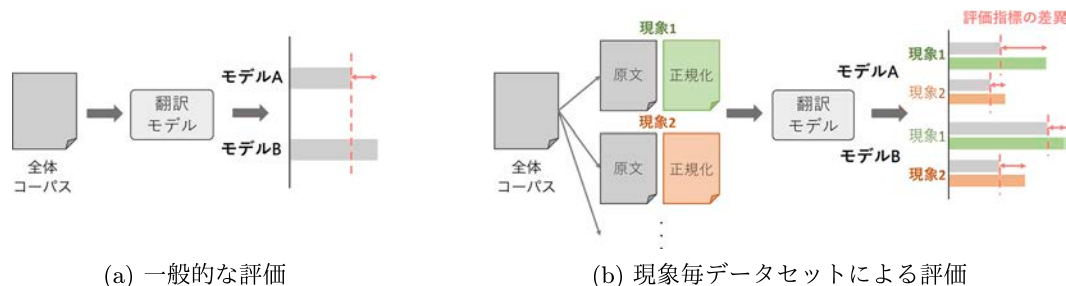 全体
コーパス
翻訳
モデル
モデルA
モデルB
(a) 一般的な評価
全体
コーパス
現象1
原文
正規化
現象2
原文
正規化
翻訳
モデル
評価指標の差異
モデルA
現象1
現象2
モデルB
現象1
現象2
(b) 現象毎データセットによる評価